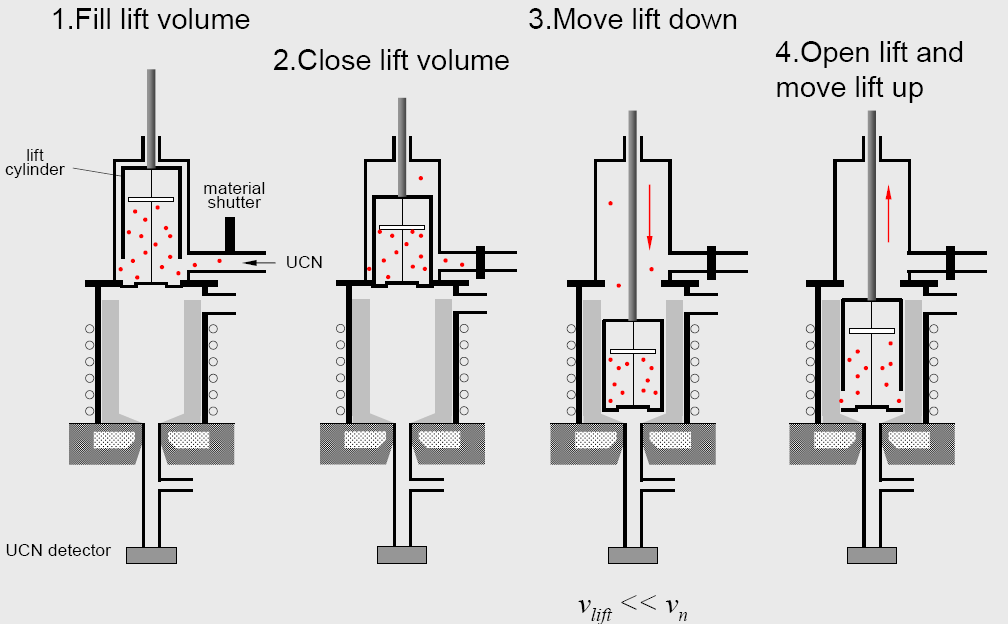 1.Fill lift volume
2.Close lift volume
3.Move lift down
4.Open lift and
move lift up
lift
cylinder
material
shutter
UCN
UCN detector
v_lift << v_n